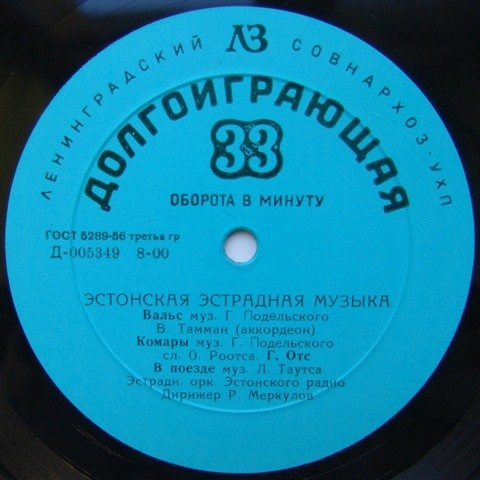 ЛЕНИНГРАДСКИЙ ЛЗ СОВНАРХОЗ · УХП
ДОЛГОИГРАЮЩАЯ
33
ОБОРОТА В МИНУТУ
ГОСТ 5289-56 третья гр
Д-005349 8-00
ЭСТОНСКАЯ ЭСТРАДНАЯ МУЗЫКА
Вальс муз. Г. Подельского
В. Тамман (аккордеон)
Комары муз. Г. Подельского
сл. О. Роотса. Г. Отс
В поезде муз. Л. Таутса
Эстрадн. орк. Эстонского радио
Дирижер Р. Меркулов